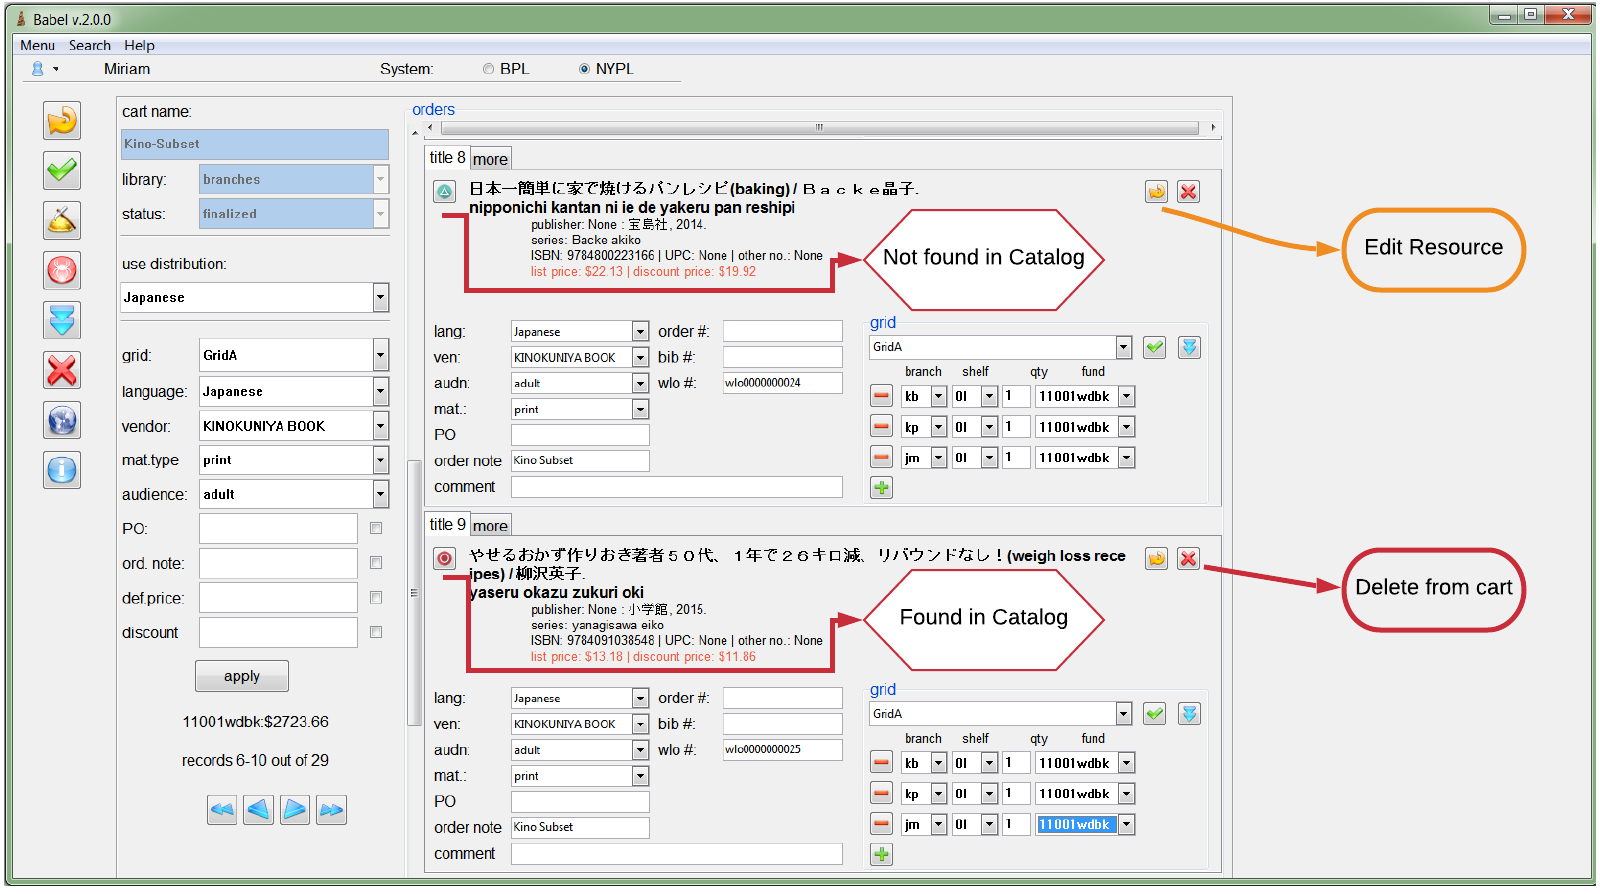 Babel v.2.0.0
Menu Search Help
Miriam System: BPL NYPL
cart name:
Kino-Subset
library: branches
status: finalized
use distribution:
Japanese
grid: GridA
language: Japanese
vendor: KINOKUNIYA BOOK
mat.type print
audience: adult
PO:
ord. note:
def.price:
discount
apply
11001wdbk:$2723.66
records 6-10 out of 29
orders
title 8 more
日本一簡単に家で焼けるパンレシピ(baking) / Ｂａｃｋｅ晶子.
nipponichi kantan ni ie de yakeru pan reshipi
publisher: None : 宝島社, 2014.
series: Backe akiko
ISBN: 9784800223166 | UPC: None | other no.: None
list price: $22.13 | discount price: $19.92
Not found in Catalog
Edit Resource
lang: Japanese order #:
ven: KINOKUNIYA BOOK bib #:
audn: adult wlo #: wlo0000000024
mat.: print
PO
order note Kino Subset
comment
grid
GridA
branch shelf qty fund
kb 0l 1 11001wdbk
kp 0l 1 11001wdbk
jm 0l 1 11001wdbk
title 9 more
やせるおかず作りおき著者５０代、１年で２６キロ減、リバウンドなし！(weigh loss rece
ipes) / 柳沢英子.
yaseru okazu zukuri oki
publisher: None : 小学館, 2015.
series: yanagisawa eiko
ISBN: 9784091038548 | UPC: None | other no.: None
list price: $13.18 | discount price: $11.86
Found in Catalog
Delete from cart
lang: Japanese order #:
ven: KINOKUNIYA BOOK bib #:
audn: adult wlo #: wlo0000000025
mat.: print
PO
order note Kino Subset
comment
grid
GridA
branch shelf qty fund
kb 0l 1 11001wdbk
kp 0l 1 11001wdbk
jm 0l 1 11001wdbk